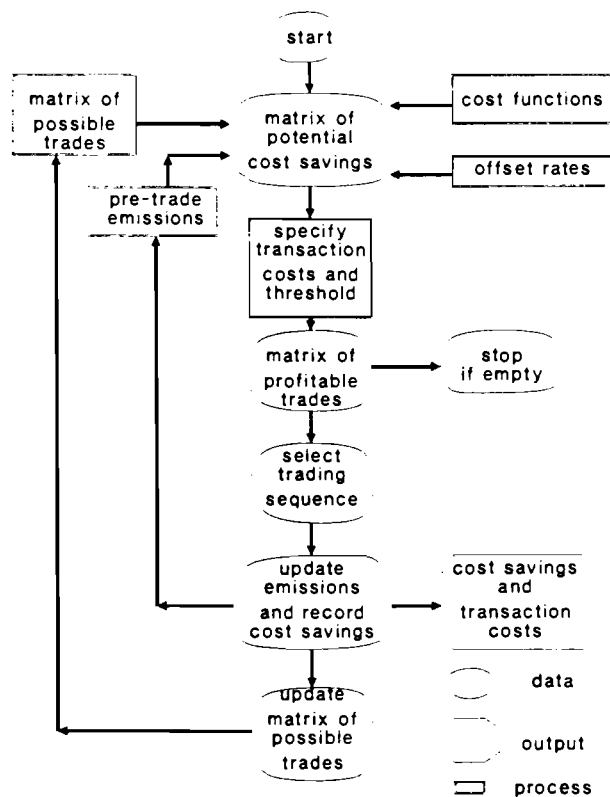 start
matrix of
possible
trades
matrix of
potential
cost savings
cost functions
offset rates
pre-trade
emissions
specify
transaction
costs and
threshold
matrix of
profitable
trades
stop
if empty
select
trading
sequence
update
emissions
and record
cost savings
cost savings
and
transaction
costs
update
matrix of
possible
trades
data
output
process